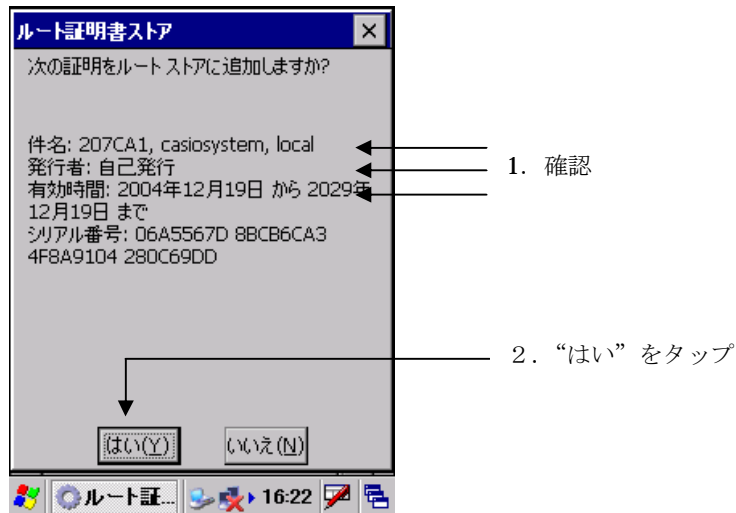 ルート証明書ストア
次の証明をルート ストアに追加しますか?
件名: 207CA1, casiosystem, local
発行者: 自己発行
有効時間: 2004年12月19日 から 2029年
12月19日 まで
シリアル番号: 06A5567D 8BCB6CA3
4F8A9104 280C69DD
1. 確認
2.“はい”をタップ
はい(Y) いいえ(N)
ルート証... 16:22